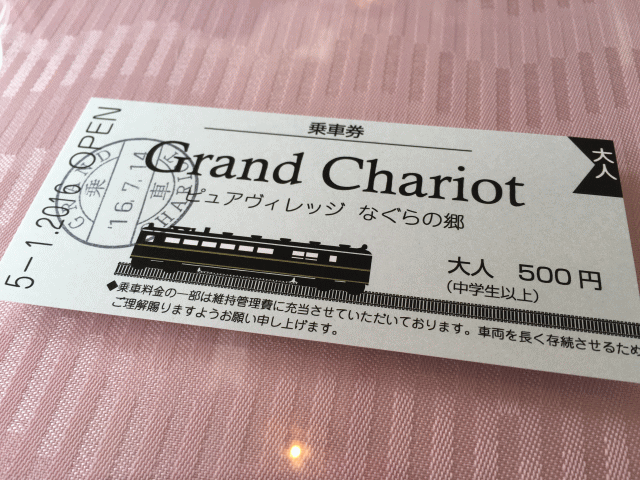 乗車券
Grand Chariot
ピュアヴィレッジ なぐらの郷
大人
大人 500円
(中学生以上)
◆乗車料金の一部は維持管理費に充当させていただいております。車両を長く存続させるため
ご理解賜りますようお願い申し上げます。
5-1.2016 OPEN
乗 '16.7.14 車